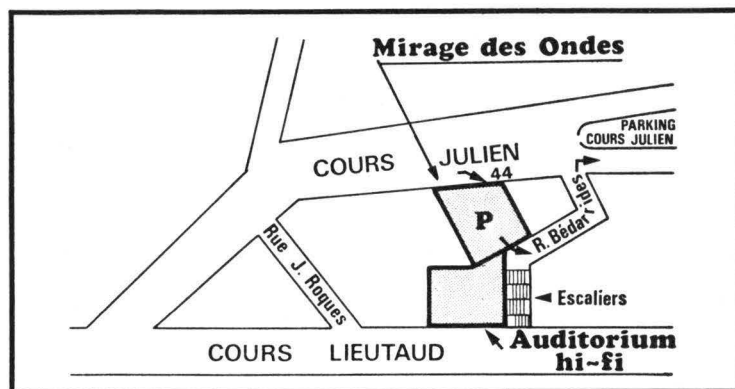 Mirage des Ondes
PARKING
COURS JULIEN
COURS JULIEN
44
P
R. Bédarrides
Rue J. Roques
Escaliers
Auditorium
hi-fi
COURS LIEUTAUD